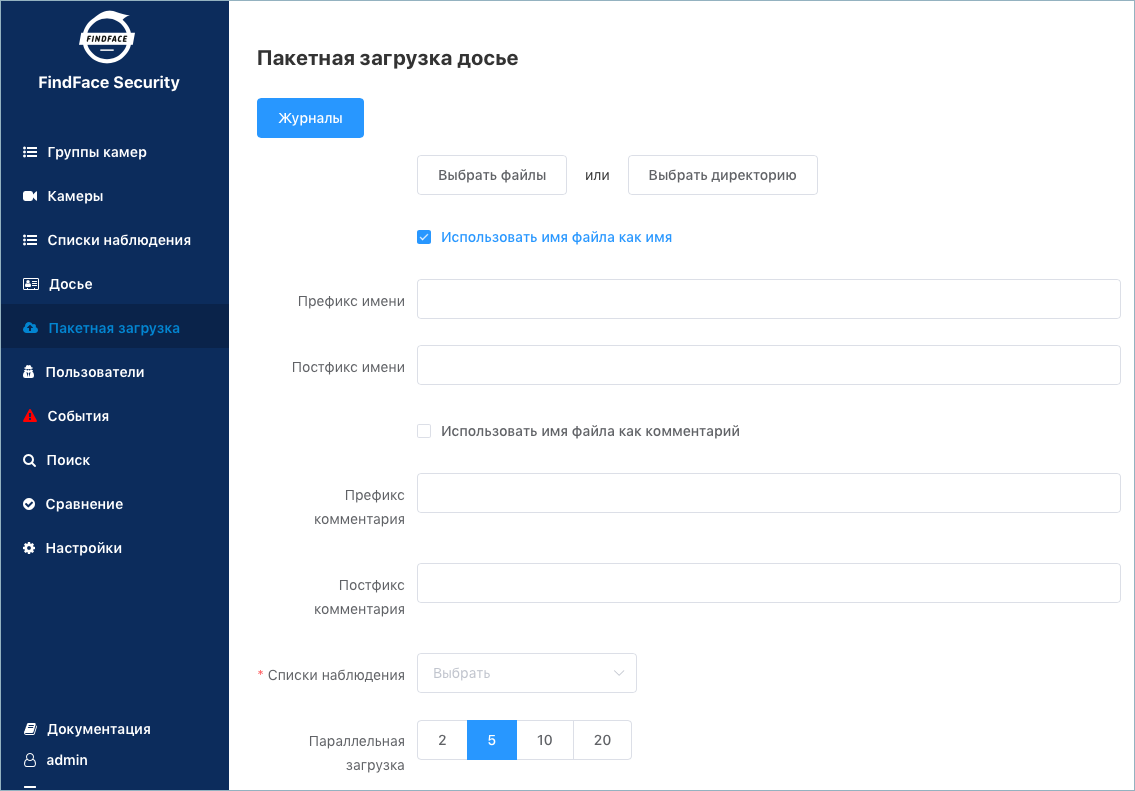 FINDFACE
FindFace Security
Группы камер
Камеры
Списки наблюдения
Досье
Пакетная загрузка
Пользователи
События
Поиск
Сравнение
Настройки
Документация
admin
Пакетная загрузка досье
Журналы
Выбрать файлы или Выбрать директорию
Использовать имя файла как имя
Префикс имени
Постфикс имени
Использовать имя файла как комментарий
Префикс
комментария
Постфикс
комментария
* Списки наблюдения Выбрать
Параллельная 2 5 10 20
загрузка